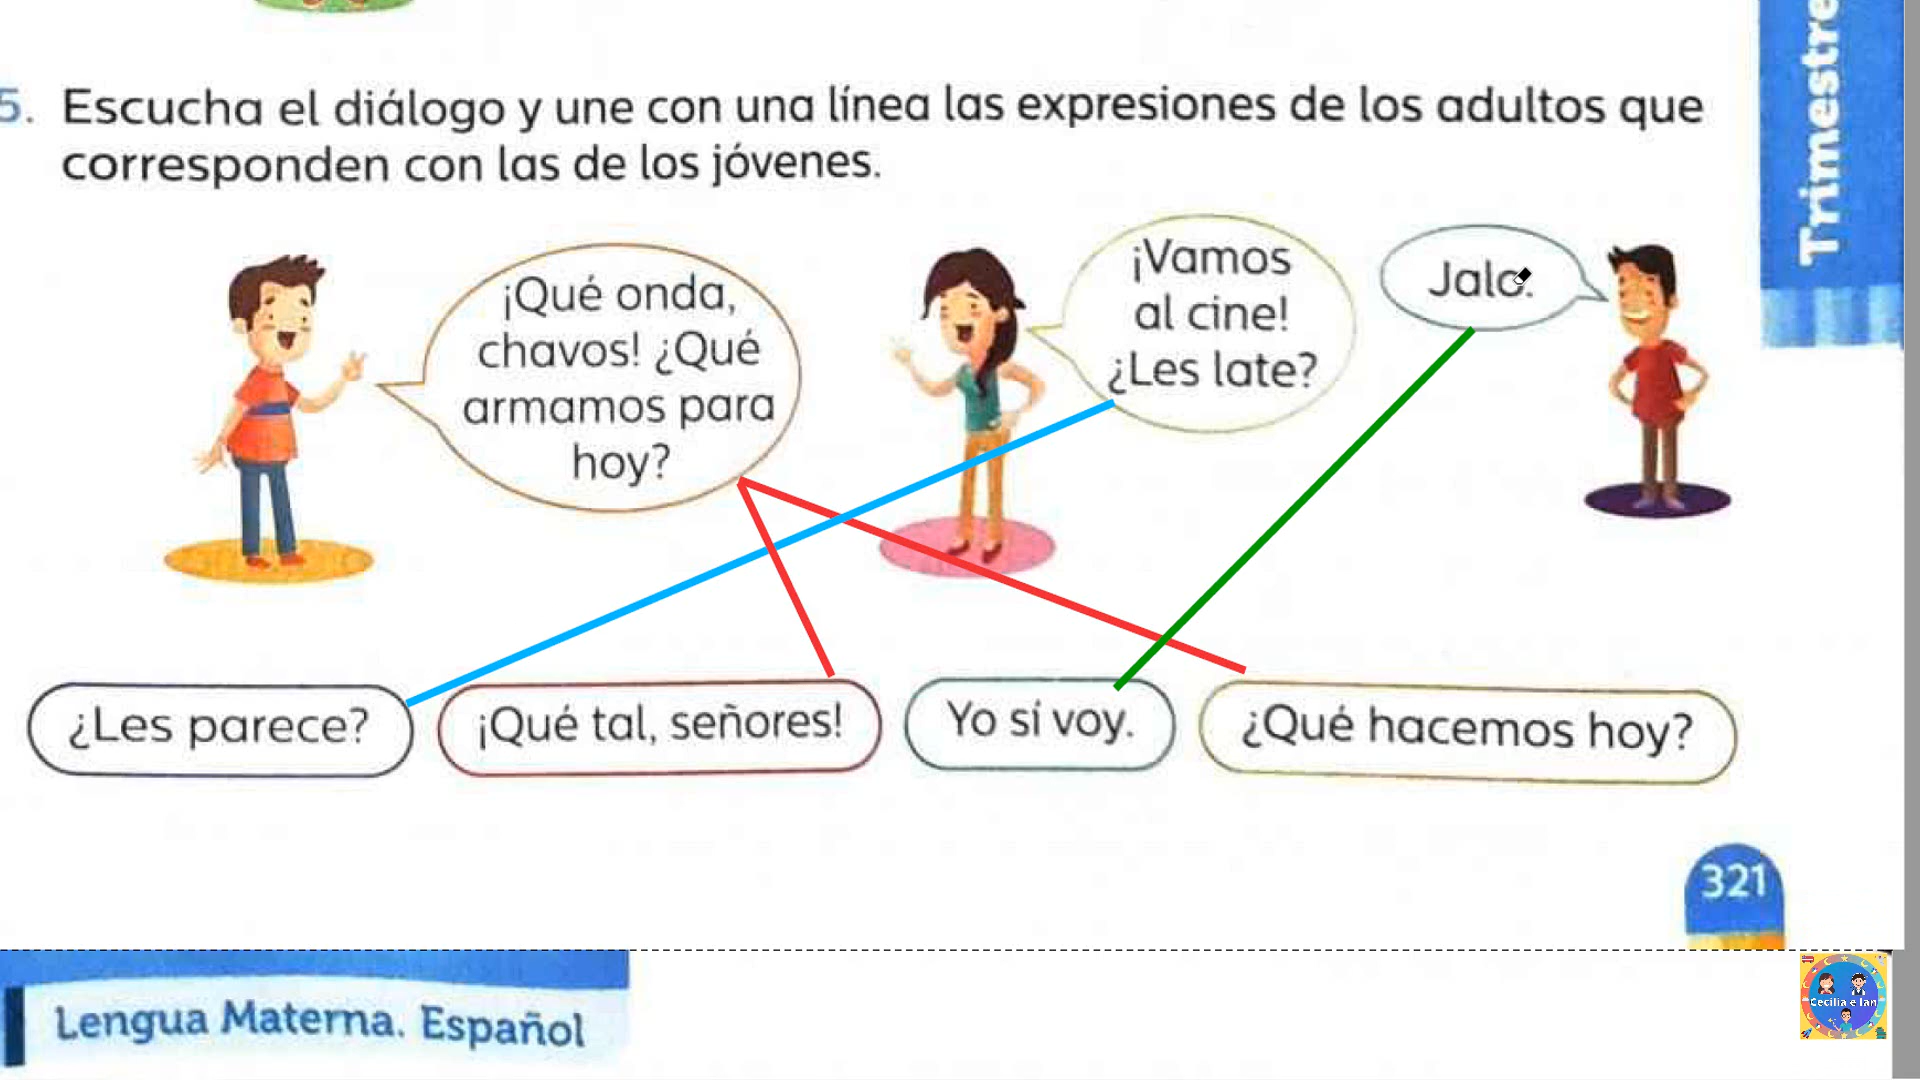 5. Escucha el diálogo y une con una línea las expresiones de los adultos que
corresponden con las de los jóvenes.
¡Qué onda,
chavos! ¿Qué
armamos para
hoy?
¡Vamos
al cine!
¿Les late?
Jalo.
Trimestre
¿Les parece?
¡Qué tal, señores!
Yo sí voy.
¿Qué hacemos hoy?
321
Lengua Materna. Español
Cecilia e Ian